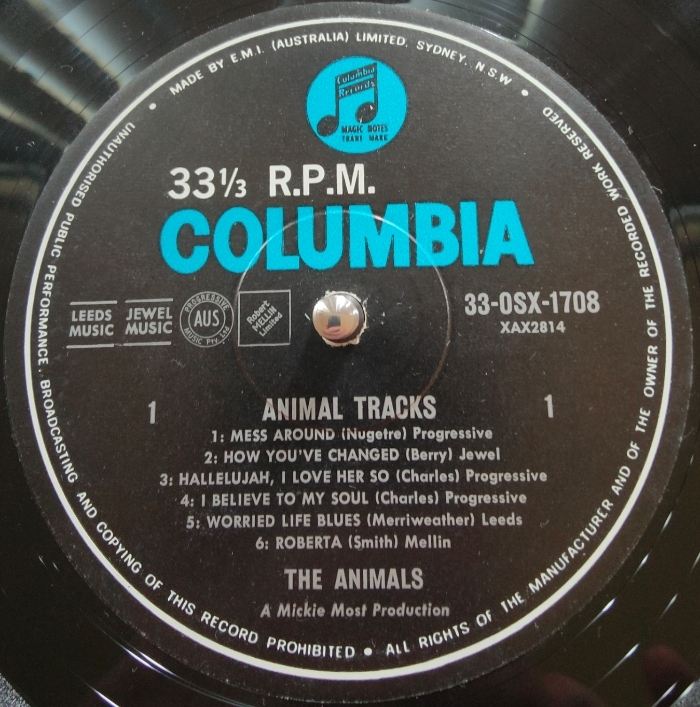 MADE BY E.M.I. (AUSTRALIA) LIMITED, SYDNEY, N.S.W.
Columbia
Records
MAGIC NOTES
TRADE MARK
33⅓ R.P.M.
COLUMBIA
LEEDS MUSIC
JEWEL MUSIC
PROGRESSIVE AUS MUSIC Pty. Ltd
Robert MELLIN Limited
33-OSX-1708
XAX2814
1 ANIMAL TRACKS 1
1: MESS AROUND (Nugetre) Progressive
2: HOW YOU'VE CHANGED (Berry) Jewel
3: HALLELUJAH, I LOVE HER SO (Charles) Progressive
4: I BELIEVE TO MY SOUL (Charles) Progressive
5: WORRIED LIFE BLUES (Merriweather) Leeds
6: ROBERTA (Smith) Mellin
THE ANIMALS
A Mickie Most Production
UNAUTHORISED PUBLIC PERFORMANCE, BROADCASTING AND COPYING OF THIS RECORD PROHIBITED • ALL RIGHTS OF THE MANUFACTURER AND OF THE OWNER OF THE RECORDED WORK RESERVED